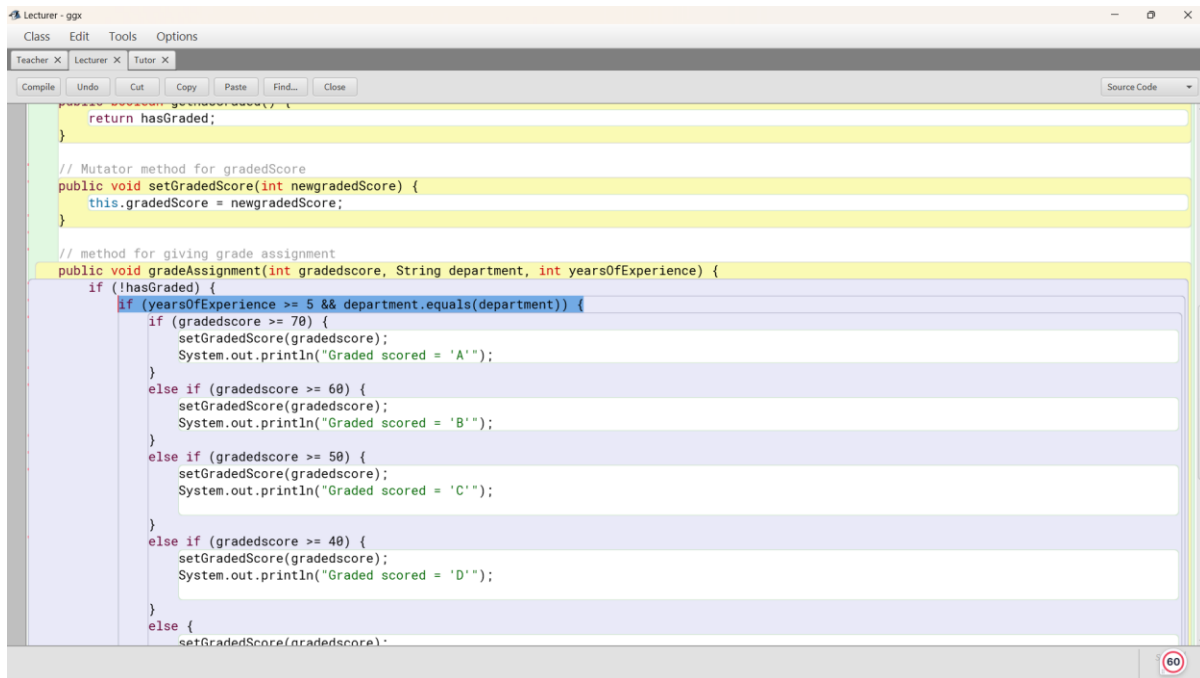 Lecturer - ggx
Class Edit Tools Options
Teacher X Lecturer X Tutor X
Compile Undo Cut Copy Paste Find... Close Source Code
public boolean getHasGraded() {
return hasGraded;
}
// Mutator method for gradedScore
public void setGradedScore(int newgradedScore) {
this.gradedScore = newgradedScore;
}
// method for giving grade assignment
public void gradeAssignment(int gradedscore, String department, int yearsOfExperience) {
if (!hasGraded) {
if (yearsOfExperience >= 5 && department.equals(department)) {
if (gradedscore >= 70) {
setGradedScore(gradedscore);
System.out.println("Graded scored = 'A'");
}
else if (gradedscore >= 60) {
setGradedScore(gradedscore);
System.out.println("Graded scored = 'B'");
}
else if (gradedscore >= 50) {
setGradedScore(gradedscore);
System.out.println("Graded scored = 'C'");
}
else if (gradedscore >= 40) {
setGradedScore(gradedscore);
System.out.println("Graded scored = 'D'");
}
else {
setGradedScore(gradedscore);
60